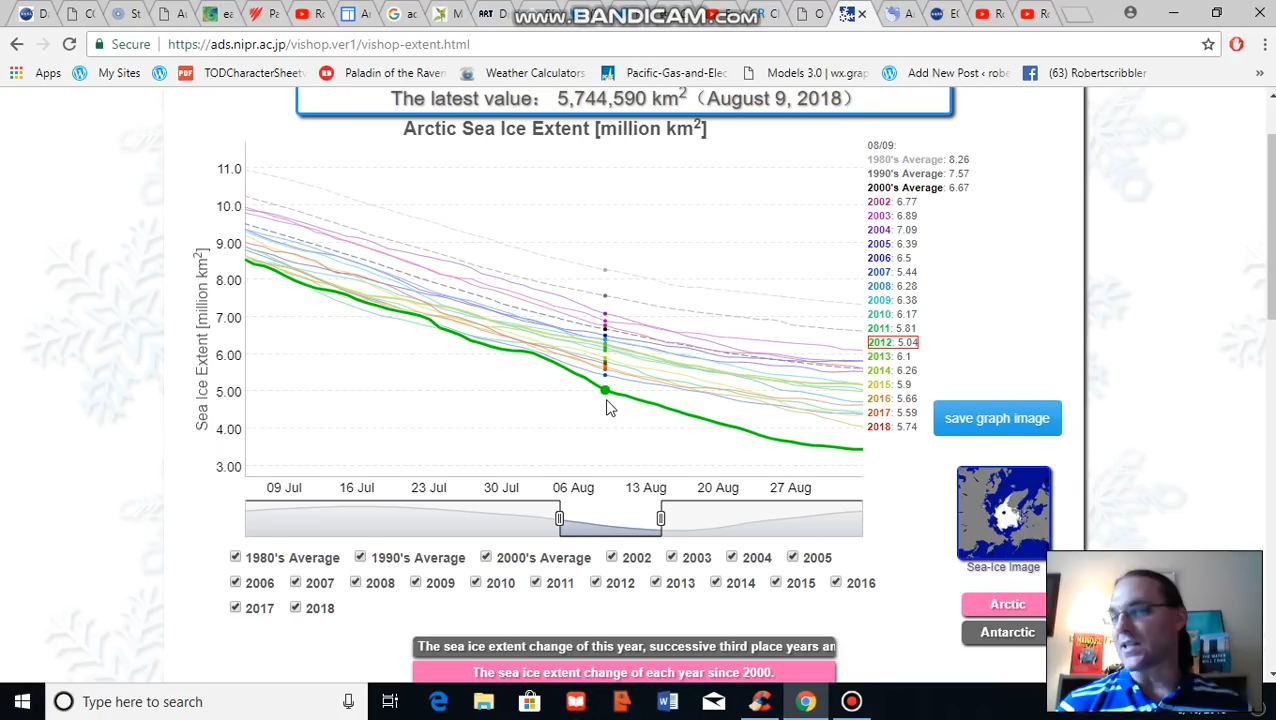 www.BANDICAM.com
Secure https://ads.nipr.ac.jp/vishop.ver1/vishop-extent.html
Apps My Sites TODCharacterSheet Paladin of the Raven Weather Calculators Pacific-Gas-and-Elec Models 3.0 | wx.grap Add New Post ‹ robe (63) Robertscribbler
The latest value: 5,744,590 km2 (August 9, 2018)
Arctic Sea Ice Extent [million km2]
Sea Ice Extent [million km2]
11.0
10.0
9.00
8.00
7.00
6.00
5.00
4.00
3.00
09 Jul 16 Jul 23 Jul 30 Jul 06 Aug 13 Aug 20 Aug 27 Aug
08/09:
1980's Average: 8.26
1990's Average: 7.57
2000's Average: 6.67
2002: 6.77
2003: 6.89
2004: 7.09
2005: 6.39
2006: 6.5
2007: 5.44
2008: 6.28
2009: 6.38
2010: 6.17
2011: 5.81
2012: 5.04
2013: 6.1
2014: 6.26
2015: 5.9
2016: 5.66
2017: 5.59
2018: 5.74
save graph image
Sea-Ice Image
Arctic
Antarctic
1980's Average 1990's Average 2000's Average 2002 2003 2004 2005
2006 2007 2008 2009 2010 2011 2012 2013 2014 2015 2016
2017 2018
The sea ice extent change of this year, successive third place years an
The sea ice extent change of each year since 2000.
Type here to search